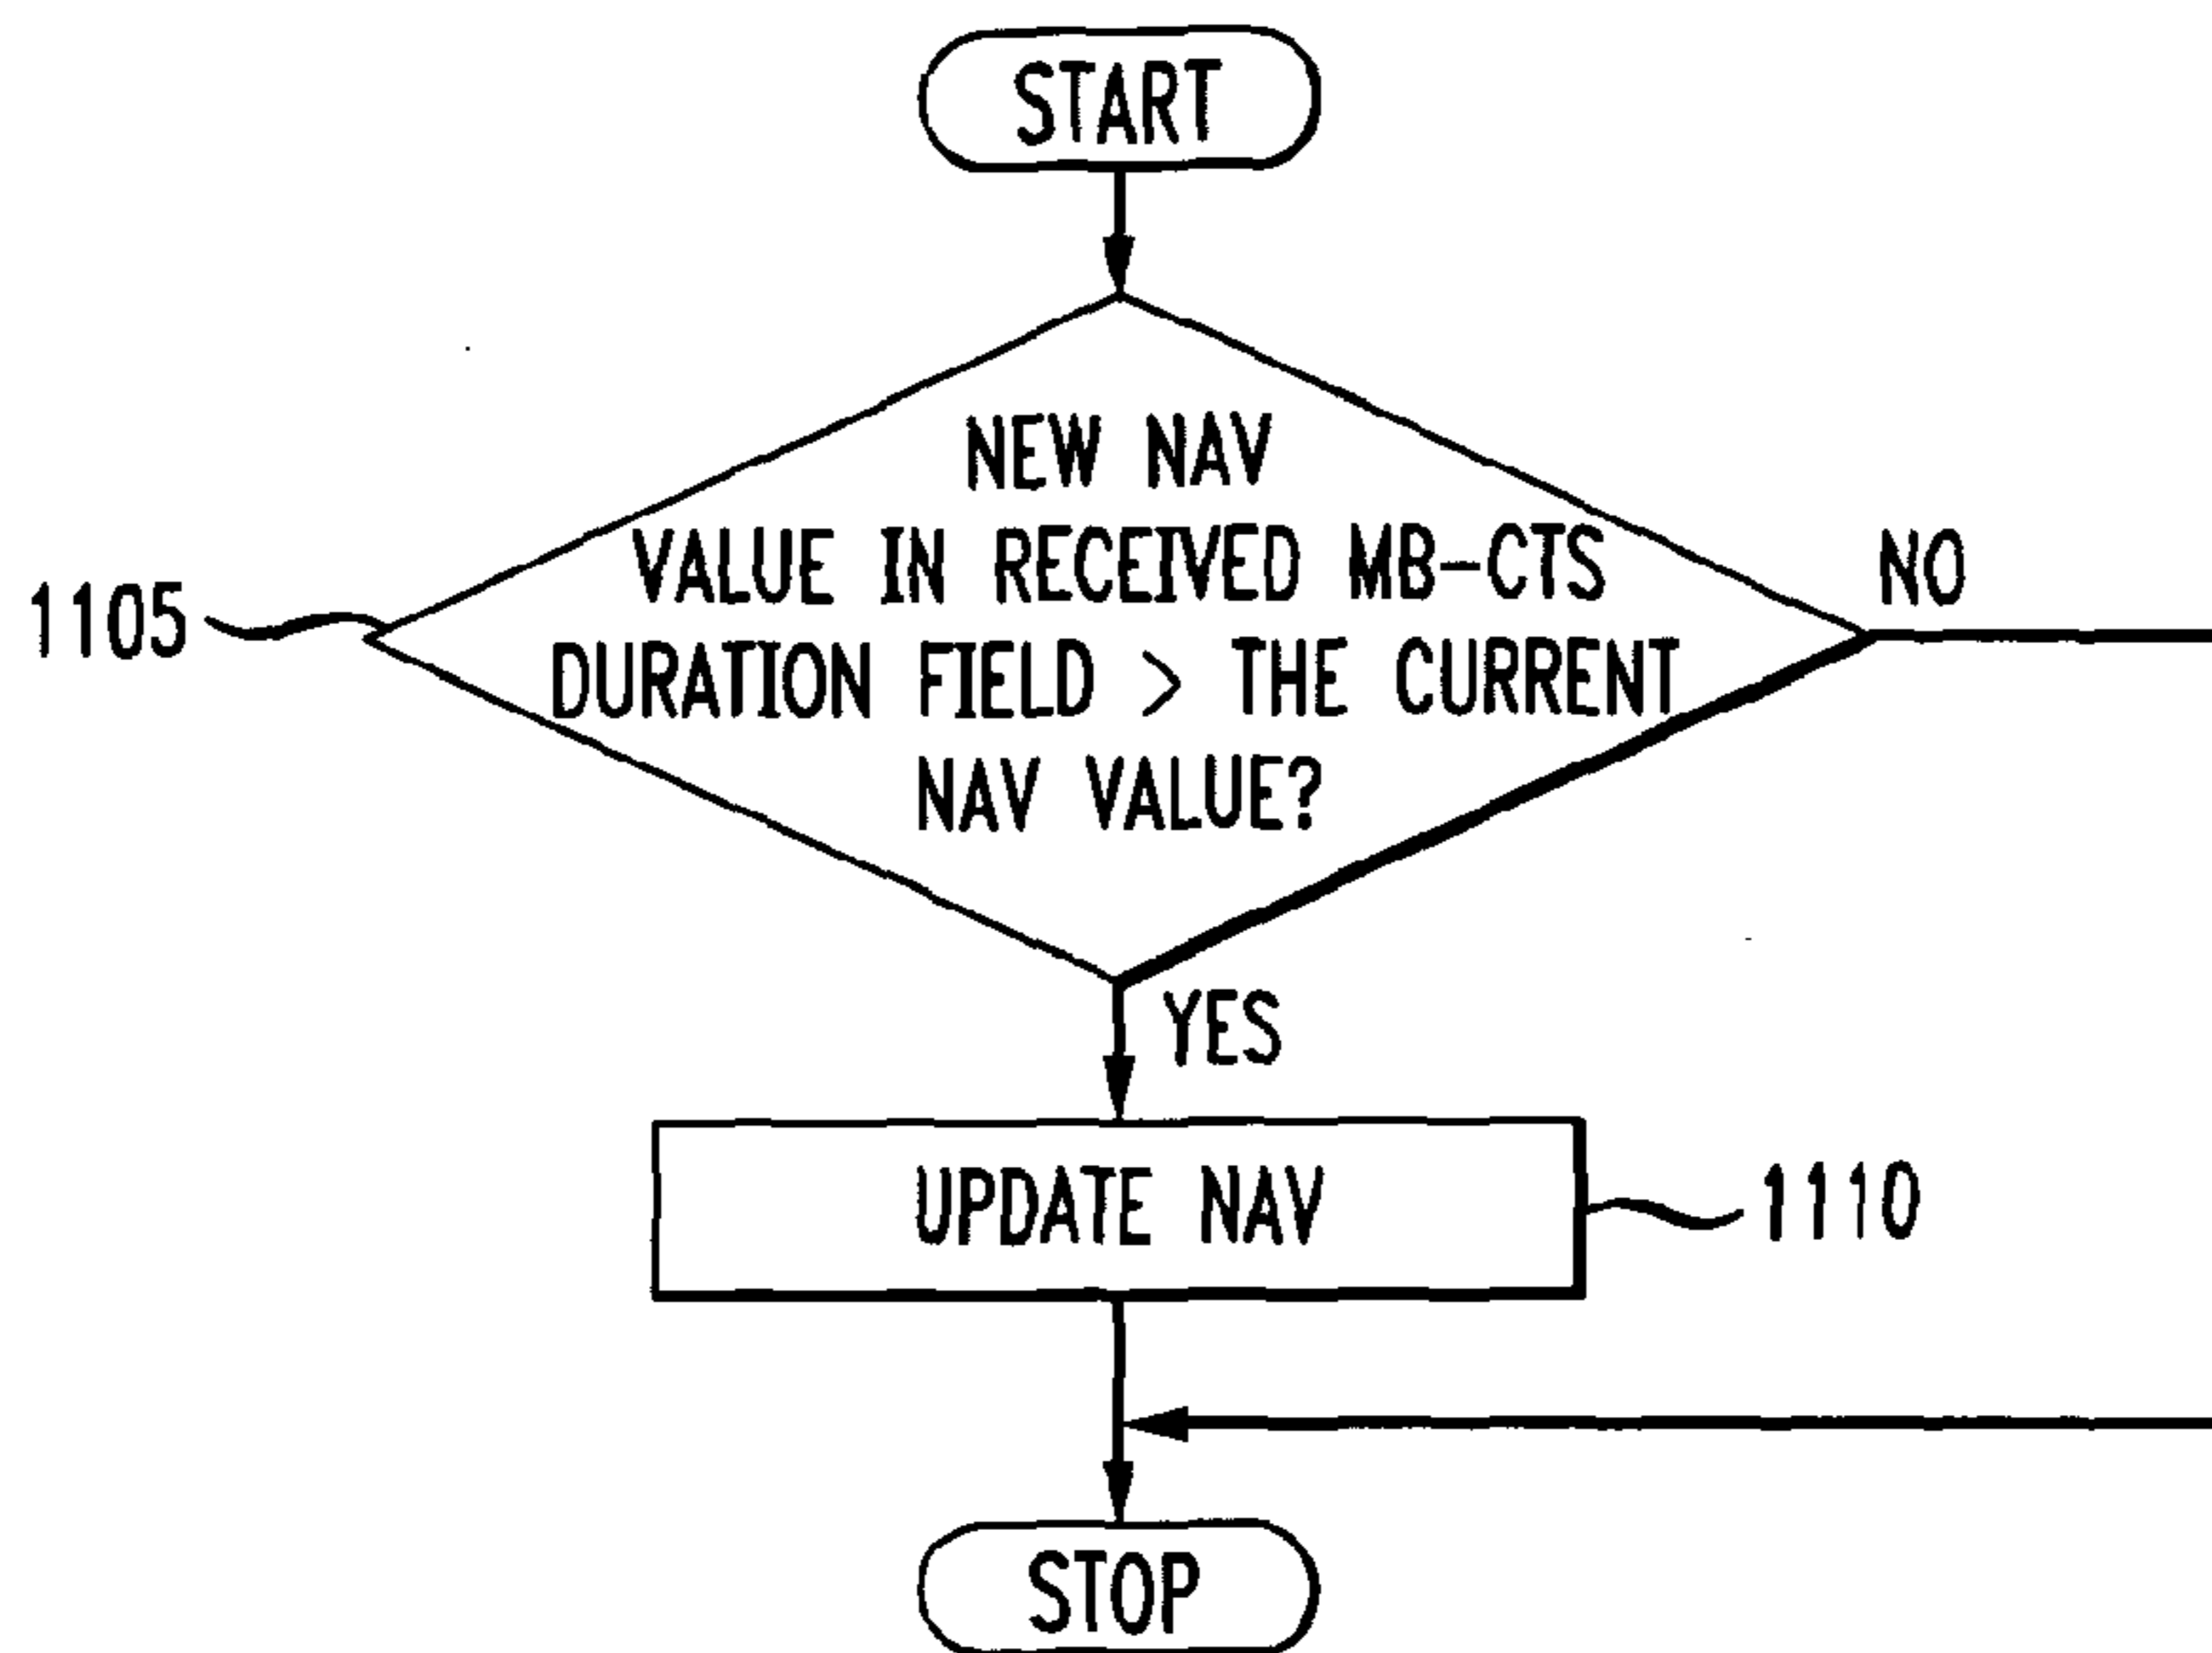 START
NEW NAV
VALUE IN RECEIVED MB-CTS
DURATION FIELD > THE CURRENT
NAV VALUE?
NO
1105
YES
UPDATE NAV
1110
STOP